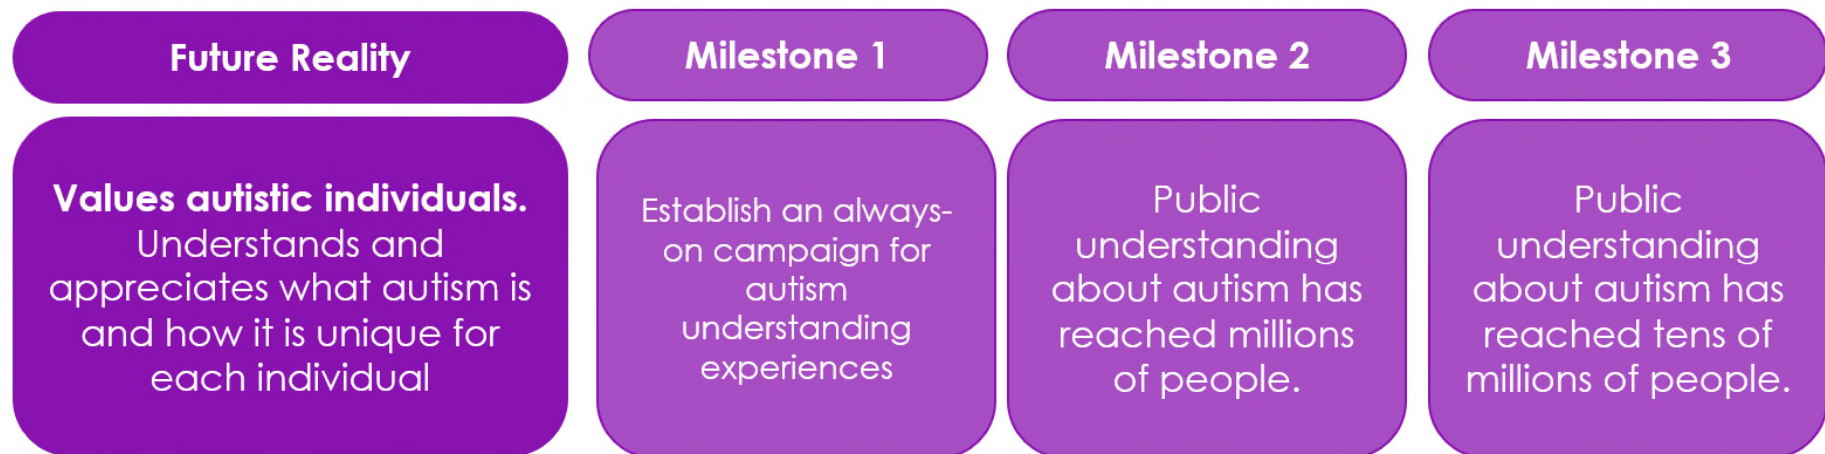 Future Reality
Milestone 1
Milestone 2
Milestone 3
Values autistic individuals.
Understands and
appreciates what autism is
and how it is unique for
each individual
Establish an always-
on campaign for
autism
understanding
experiences
Public
understanding
about autism has
reached millions
of people.
Public
understanding
about autism has
reached tens of
millions of people.